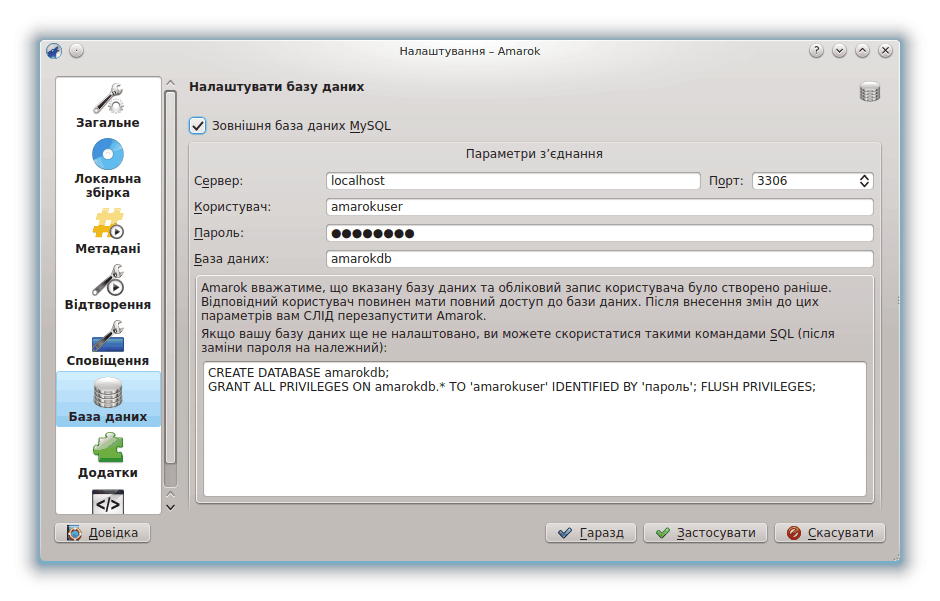 Налаштування – Amarok
Загальне
Локальна
збірка
Метадані
Відтворення
Сповіщення
База даних
Додатки
</>
Налаштувати базу даних
Зовнішня база даних MySQL
Параметри з’єднання
Сервер: localhost Порт: 3306
Користувач: amarokuser
Пароль: ●●●●●●●●
База даних: amarokdb
Amarok вважатиме, що вказану базу даних та обліковий запис користувача було створено раніше.
Відповідний користувач повинен мати повний доступ до бази даних. Після внесення змін до цих
параметрів вам СЛІД перезапустити Amarok.
Якщо вашу базу даних ще не налаштовано, ви можете скористатися такими командами SQL (після
заміни пароля на належний):
CREATE DATABASE amarokdb;
GRANT ALL PRIVILEGES ON amarokdb.* TO 'amarokuser' IDENTIFIED BY 'пароль'; FLUSH PRIVILEGES;
Довідка Гаразд Застосувати Скасувати